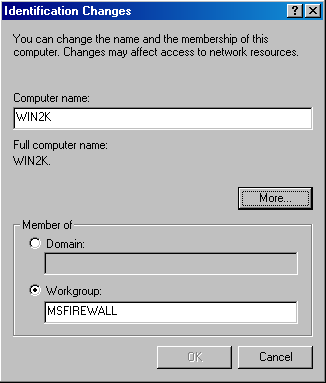 Identification Changes
You can change the name and the membership of this
computer. Changes may affect access to network resources.
Computer name:
WIN2K
Full computer name:
WIN2K.
More...
Member of
Domain:
Workgroup:
MSFIREWALL
OK
Cancel